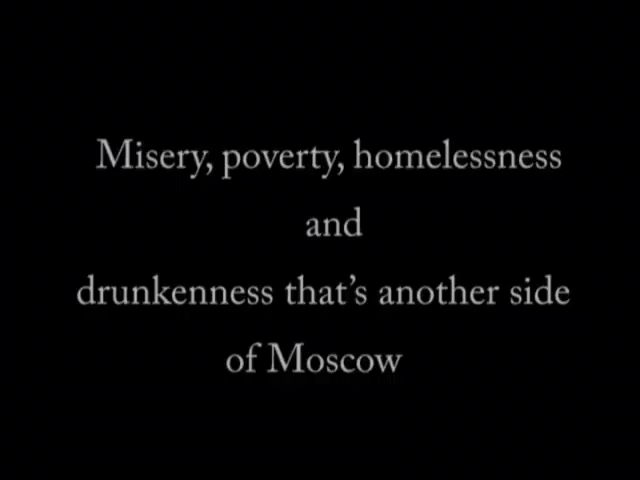 Misery, poverty, homelessness
and
drunkenness that's another side
of Moscow